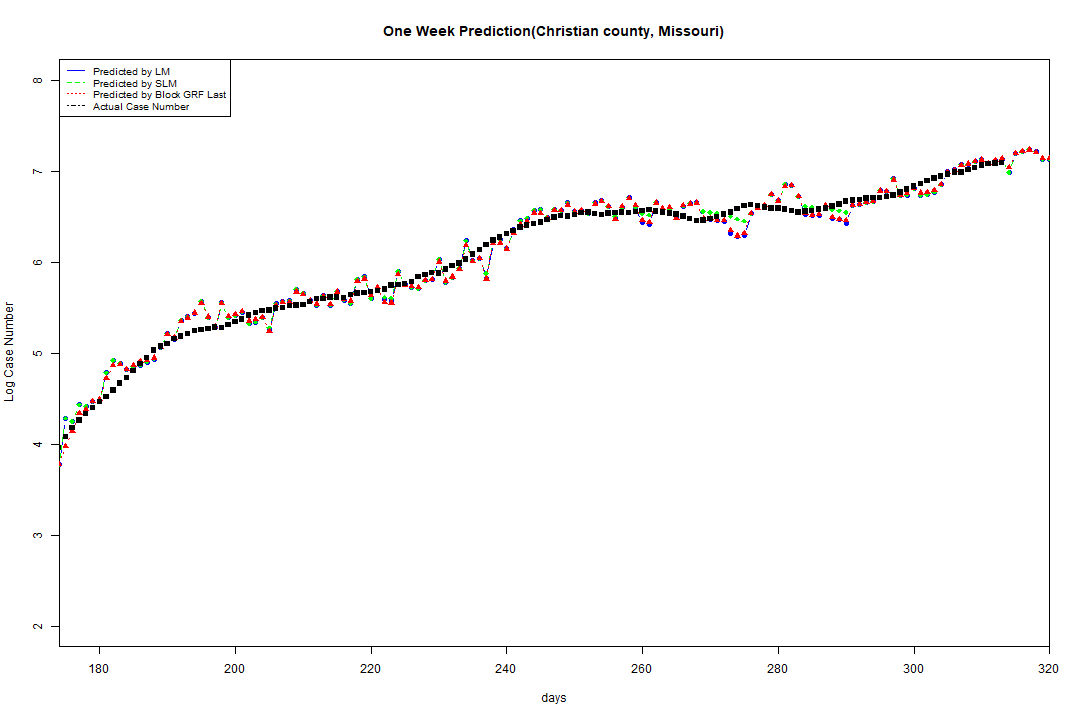 One Week Prediction(Christian county, Missouri)
Predicted by LM
Predicted by SLM
Predicted by Block GRF Last
Actual Case Number
8
7
6
5
4
3
2
Log Case Number
180 200 220 240 260 280 300 320
days